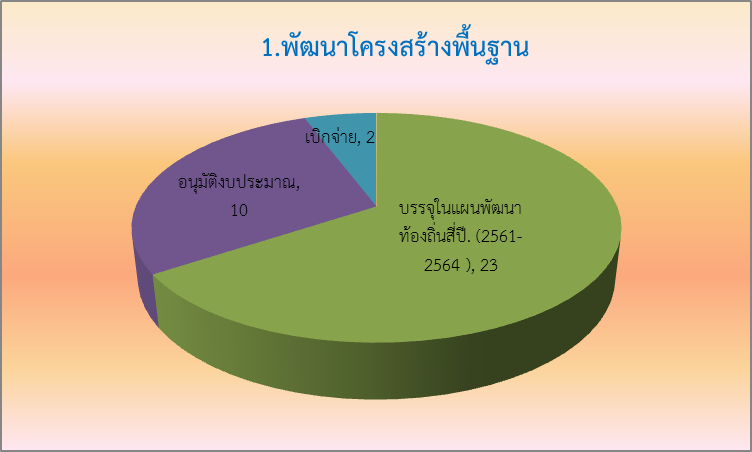 1.พัฒนาโครงสร้างพื้นฐาน
เบิกจ่าย, 2
อนุมัติงบประมาณ,
10
บรรจุในแผนพัฒนา
ท้องถิ่นสี่ปี. (2561-
2564 ), 23